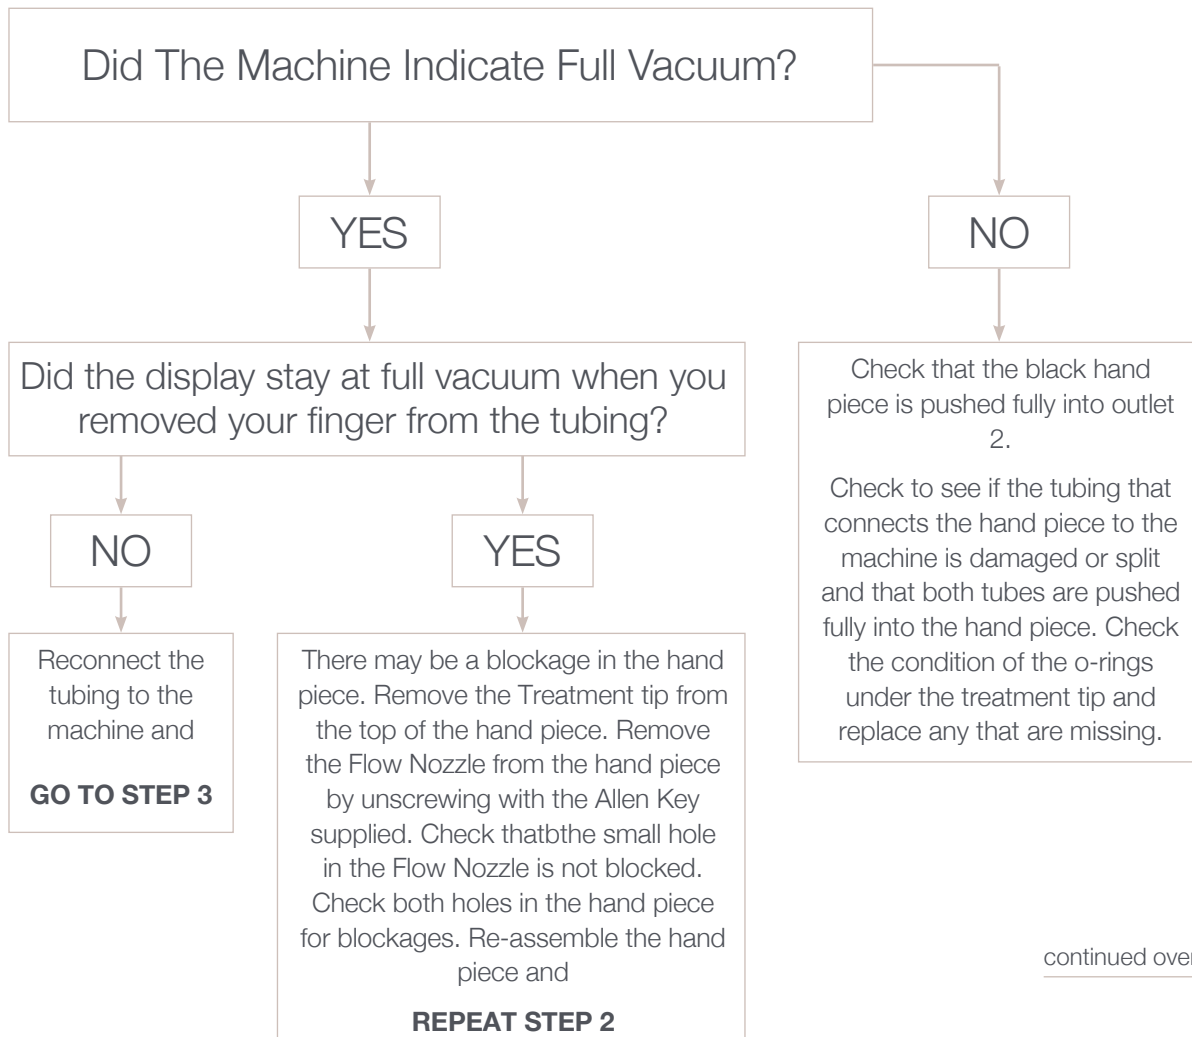 Did The Machine Indicate Full Vacuum?
YES
NO
Did the display stay at full vacuum when you
removed your finger from the tubing?
Check that the black hand
piece is pushed fully into outlet
2.
Check to see if the tubing that
connects the hand piece to the
machine is damaged or split
and that both tubes are pushed
fully into the hand piece. Check
the condition of the o-rings
under the treatment tip and
replace any that are missing.
NO
YES
Reconnect the
tubing to the
machine and
GO TO STEP 3
There may be a blockage in the hand
piece. Remove the Treatment tip from
the top of the hand piece. Remove
the Flow Nozzle from the hand piece
by unscrewing with the Allen Key
supplied. Check thatbthe small hole
in the Flow Nozzle is not blocked.
Check both holes in the hand piece
for blockages. Re-assemble the hand
piece and
REPEAT STEP 2
continued over